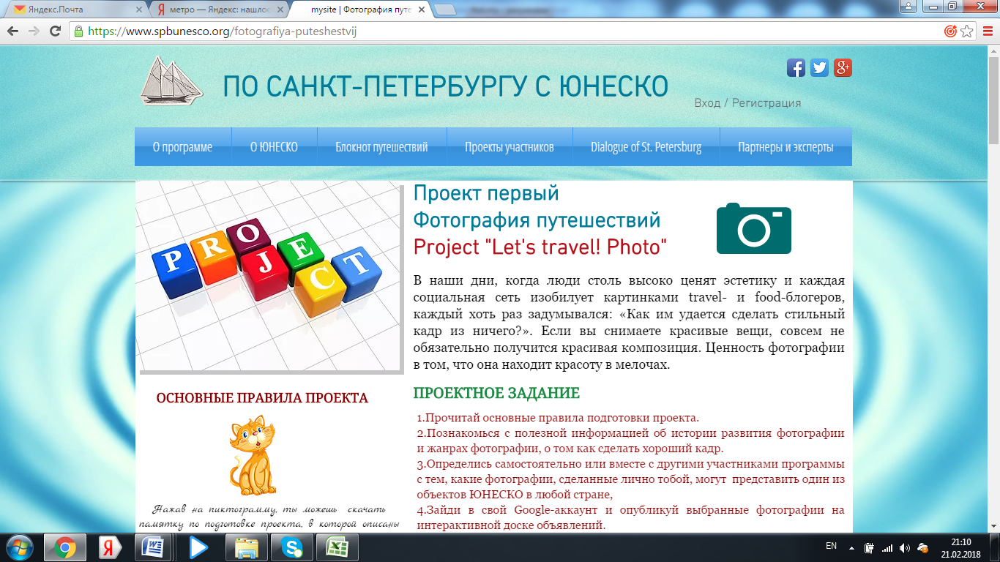 Яндекс.Почта
метро — Яндекс: нашлос
mysite | Фотография путе
https://www.spbunesco.org/fotografiya-puteshestvij
ПО САНКТ-ПЕТЕРБУРГУ С ЮНЕСКО
Вход / Регистрация
О программе
О ЮНЕСКО
Блокнот путешествий
Проекты участников
Dialogue of St. Petersburg
Партнеры и эксперты
PROJECT
Проект первый
Фотография путешествий
Project "Let's travel! Photo"
В наши дни, когда люди столь высоко ценят эстетику и каждая
социальная сеть изобилует картинками travel- и food-блогеров,
каждый хоть раз задумывался: «Как им удается сделать стильный
кадр из ничего?». Если вы снимаете красивые вещи, совсем не
обязательно получится красивая композиция. Ценность фотографии
в том, что она находит красоту в мелочах.
ОСНОВНЫЕ ПРАВИЛА ПРОЕКТА
Нажав на пиктограмму, ты можешь скачать
памятку по подготовке проекта, в которой описаны
ПРОЕКТНОЕ ЗАДАНИЕ
1.Прочитай основные правила подготовки проекта.
2.Познакомься с полезной информацией об истории развития фотографии
и жанрах фотографии, о том как сделать хороший кадр.
3.Определись самостоятельно или вместе с другими участниками программы
с тем, какие фотографии, сделанные лично тобой, могут представить один из
объектов ЮНЕСКО в любой стране,
4.Зайди в свой Google-аккаунт и опубликуй выбранные фотографии на
интерактивной доске объявлений.
EN
21:10
21.02.2018